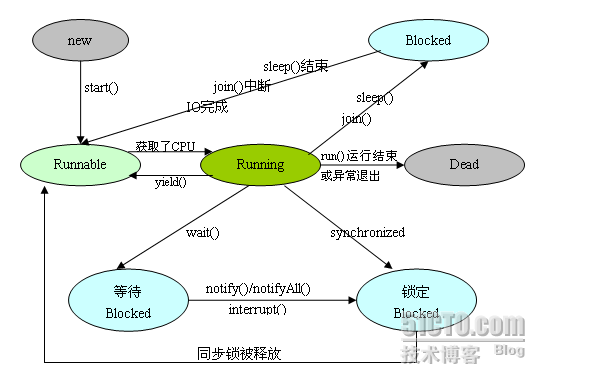 new
Blocked
sleep()结束
start()
join()中断
sleep()
IO完成
join()
获取了CPU
Runnable
Running
run()运行结束
Dead
yield()
或异常退出
wait()
synchronized
等待
Blocked
notify()/notifyAll()
interrupt()
锁定
Blocked
51CTO.com
技术博客 Blog
同步锁被释放